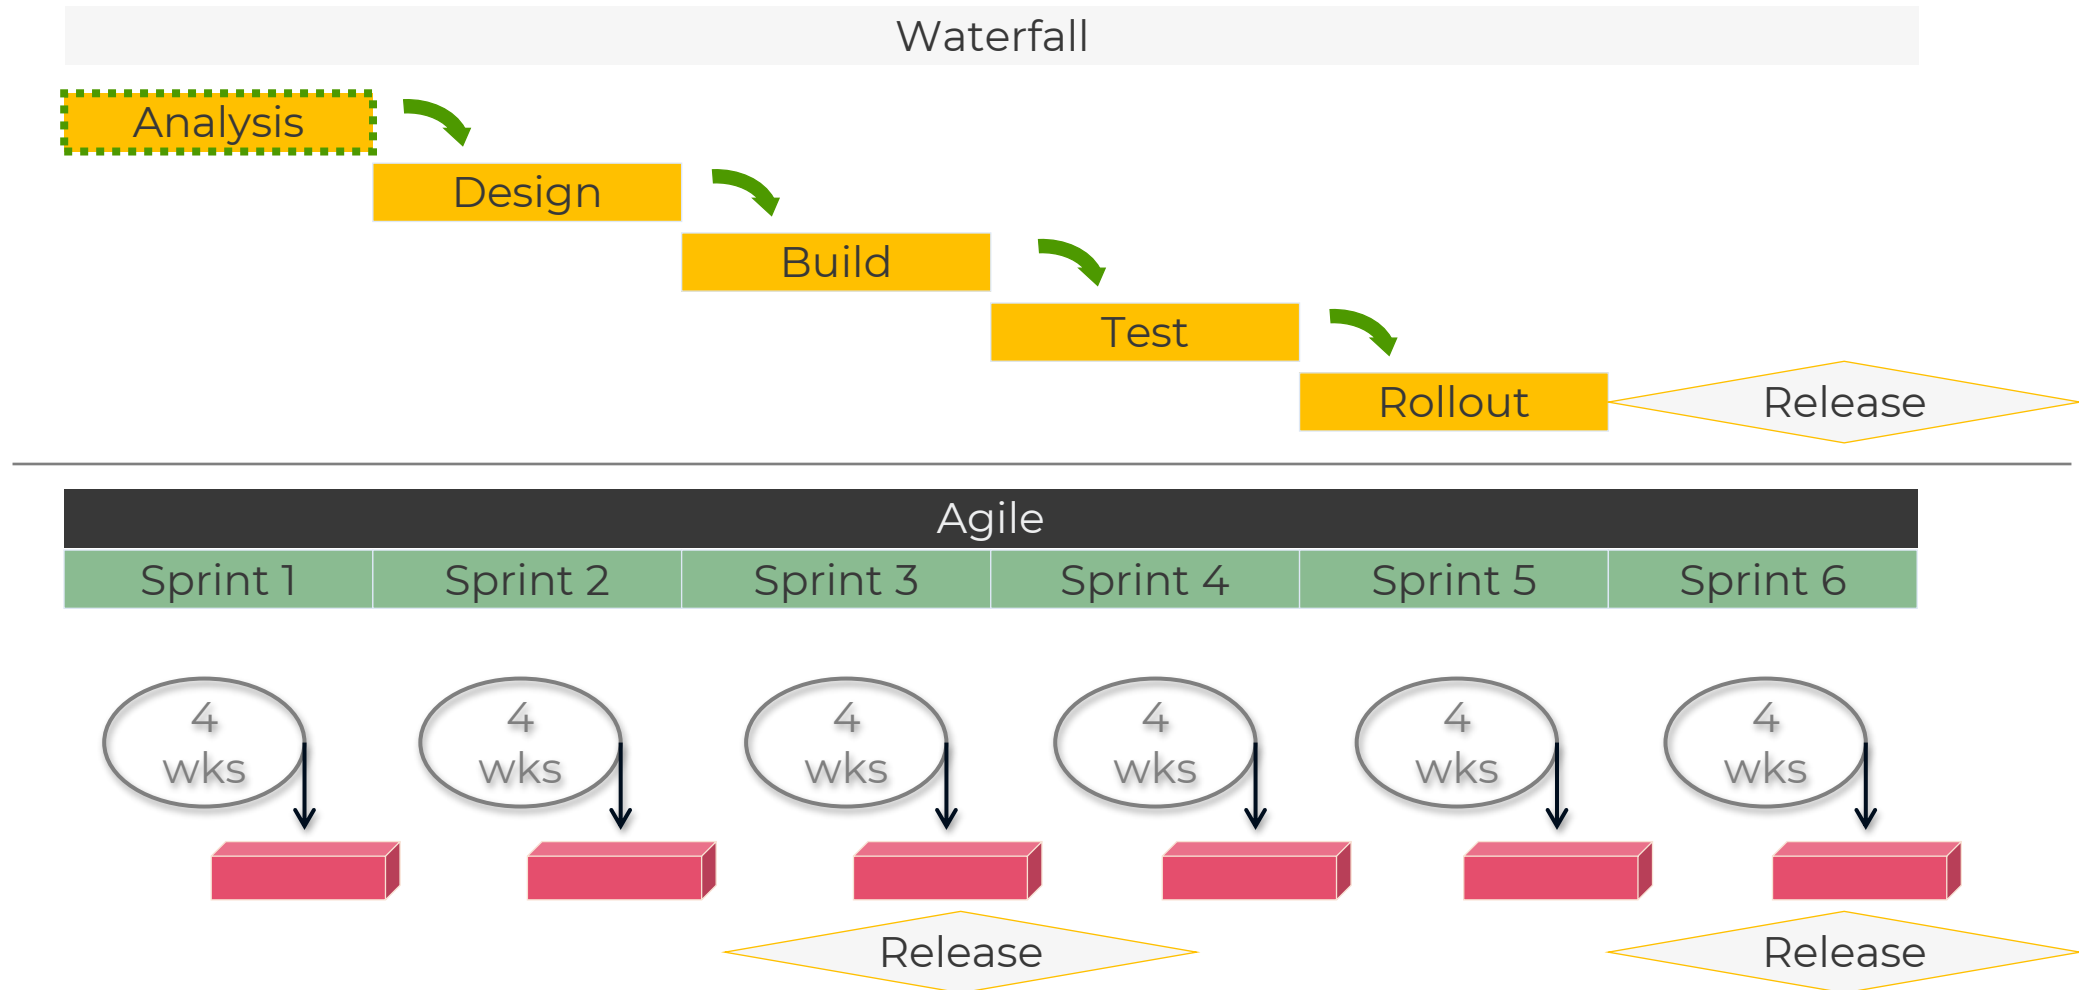 Waterfall
Analysis
Design
Build
Test
Rollout
Release
Agile
Sprint 1
Sprint 2
Sprint 3
Sprint 4
Sprint 5
Sprint 6
4
wks
4
wks
4
wks
4
wks
4
wks
4
wks
Release
Release